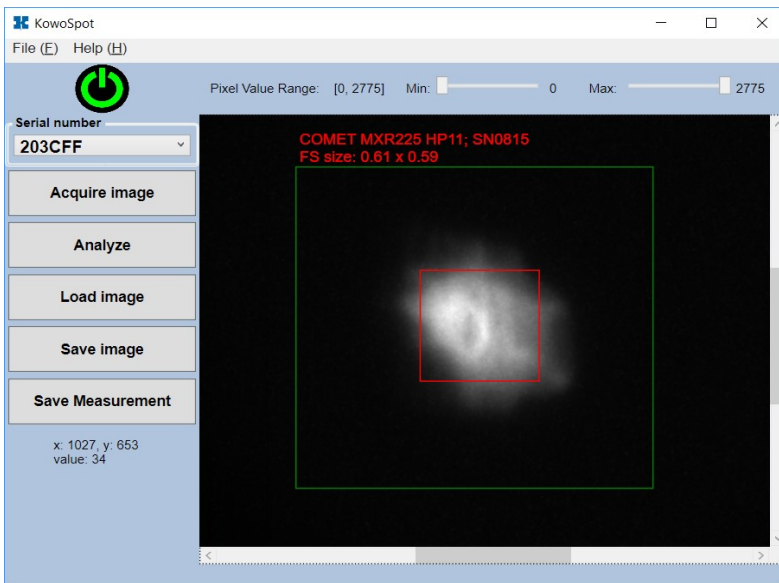 KowoSpot
File (F) Help (H)
Pixel Value Range: [0, 2775] Min: 0 Max: 2775
Serial number
203CFF
Acquire image
Analyze
Load image
Save image
Save Measurement
x: 1027, y: 653
value: 34
COMET MXR225 HP11; SN0815
FS size: 0.61 x 0.59